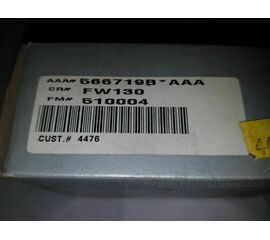 AAA# 566719B-AAA
CR# FW130
FM# 510004
CUST.# 4476